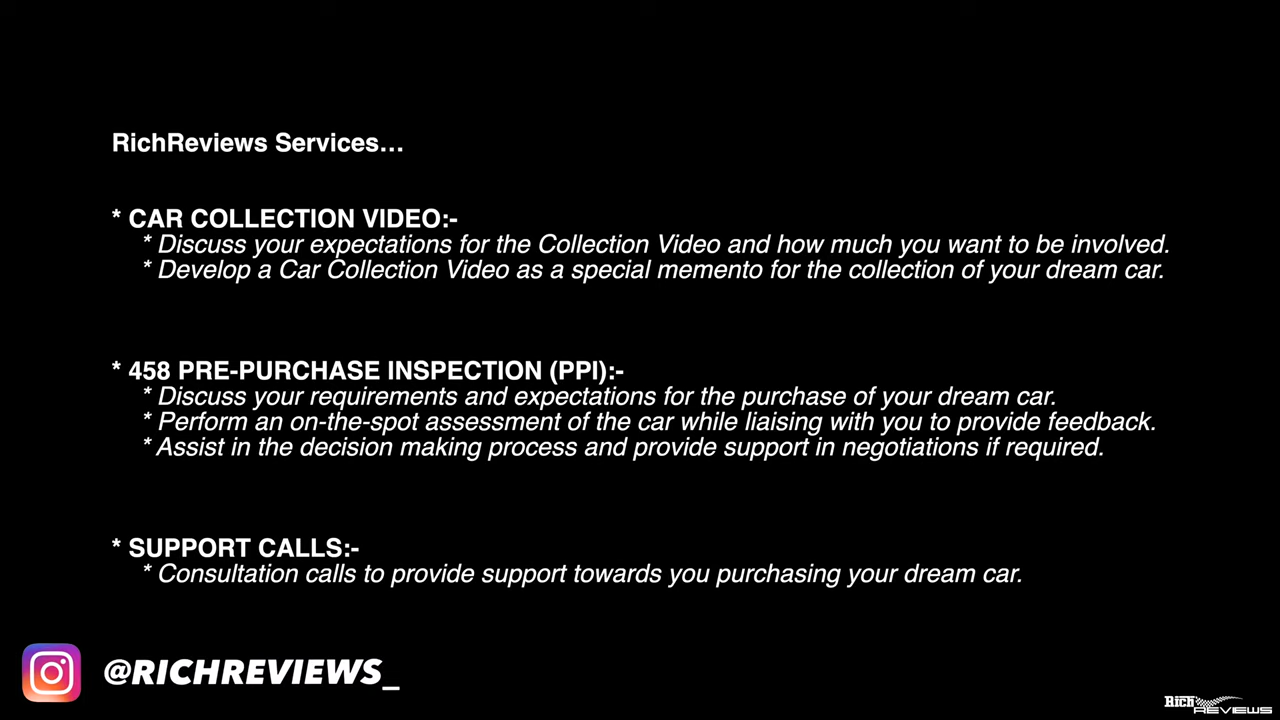 RichReviews Services...
* CAR COLLECTION VIDEO:-
* Discuss your expectations for the Collection Video and how much you want to be involved.
* Develop a Car Collection Video as a special memento for the collection of your dream car.
* 458 PRE-PURCHASE INSPECTION (PPI):-
* Discuss your requirements and expectations for the purchase of your dream car.
* Perform an on-the-spot assessment of the car while liaising with you to provide feedback.
* Assist in the decision making process and provide support in negotiations if required.
* SUPPORT CALLS:-
* Consultation calls to provide support towards you purchasing your dream car.
@RICHREVIEWS_
Rich
REVIEWS